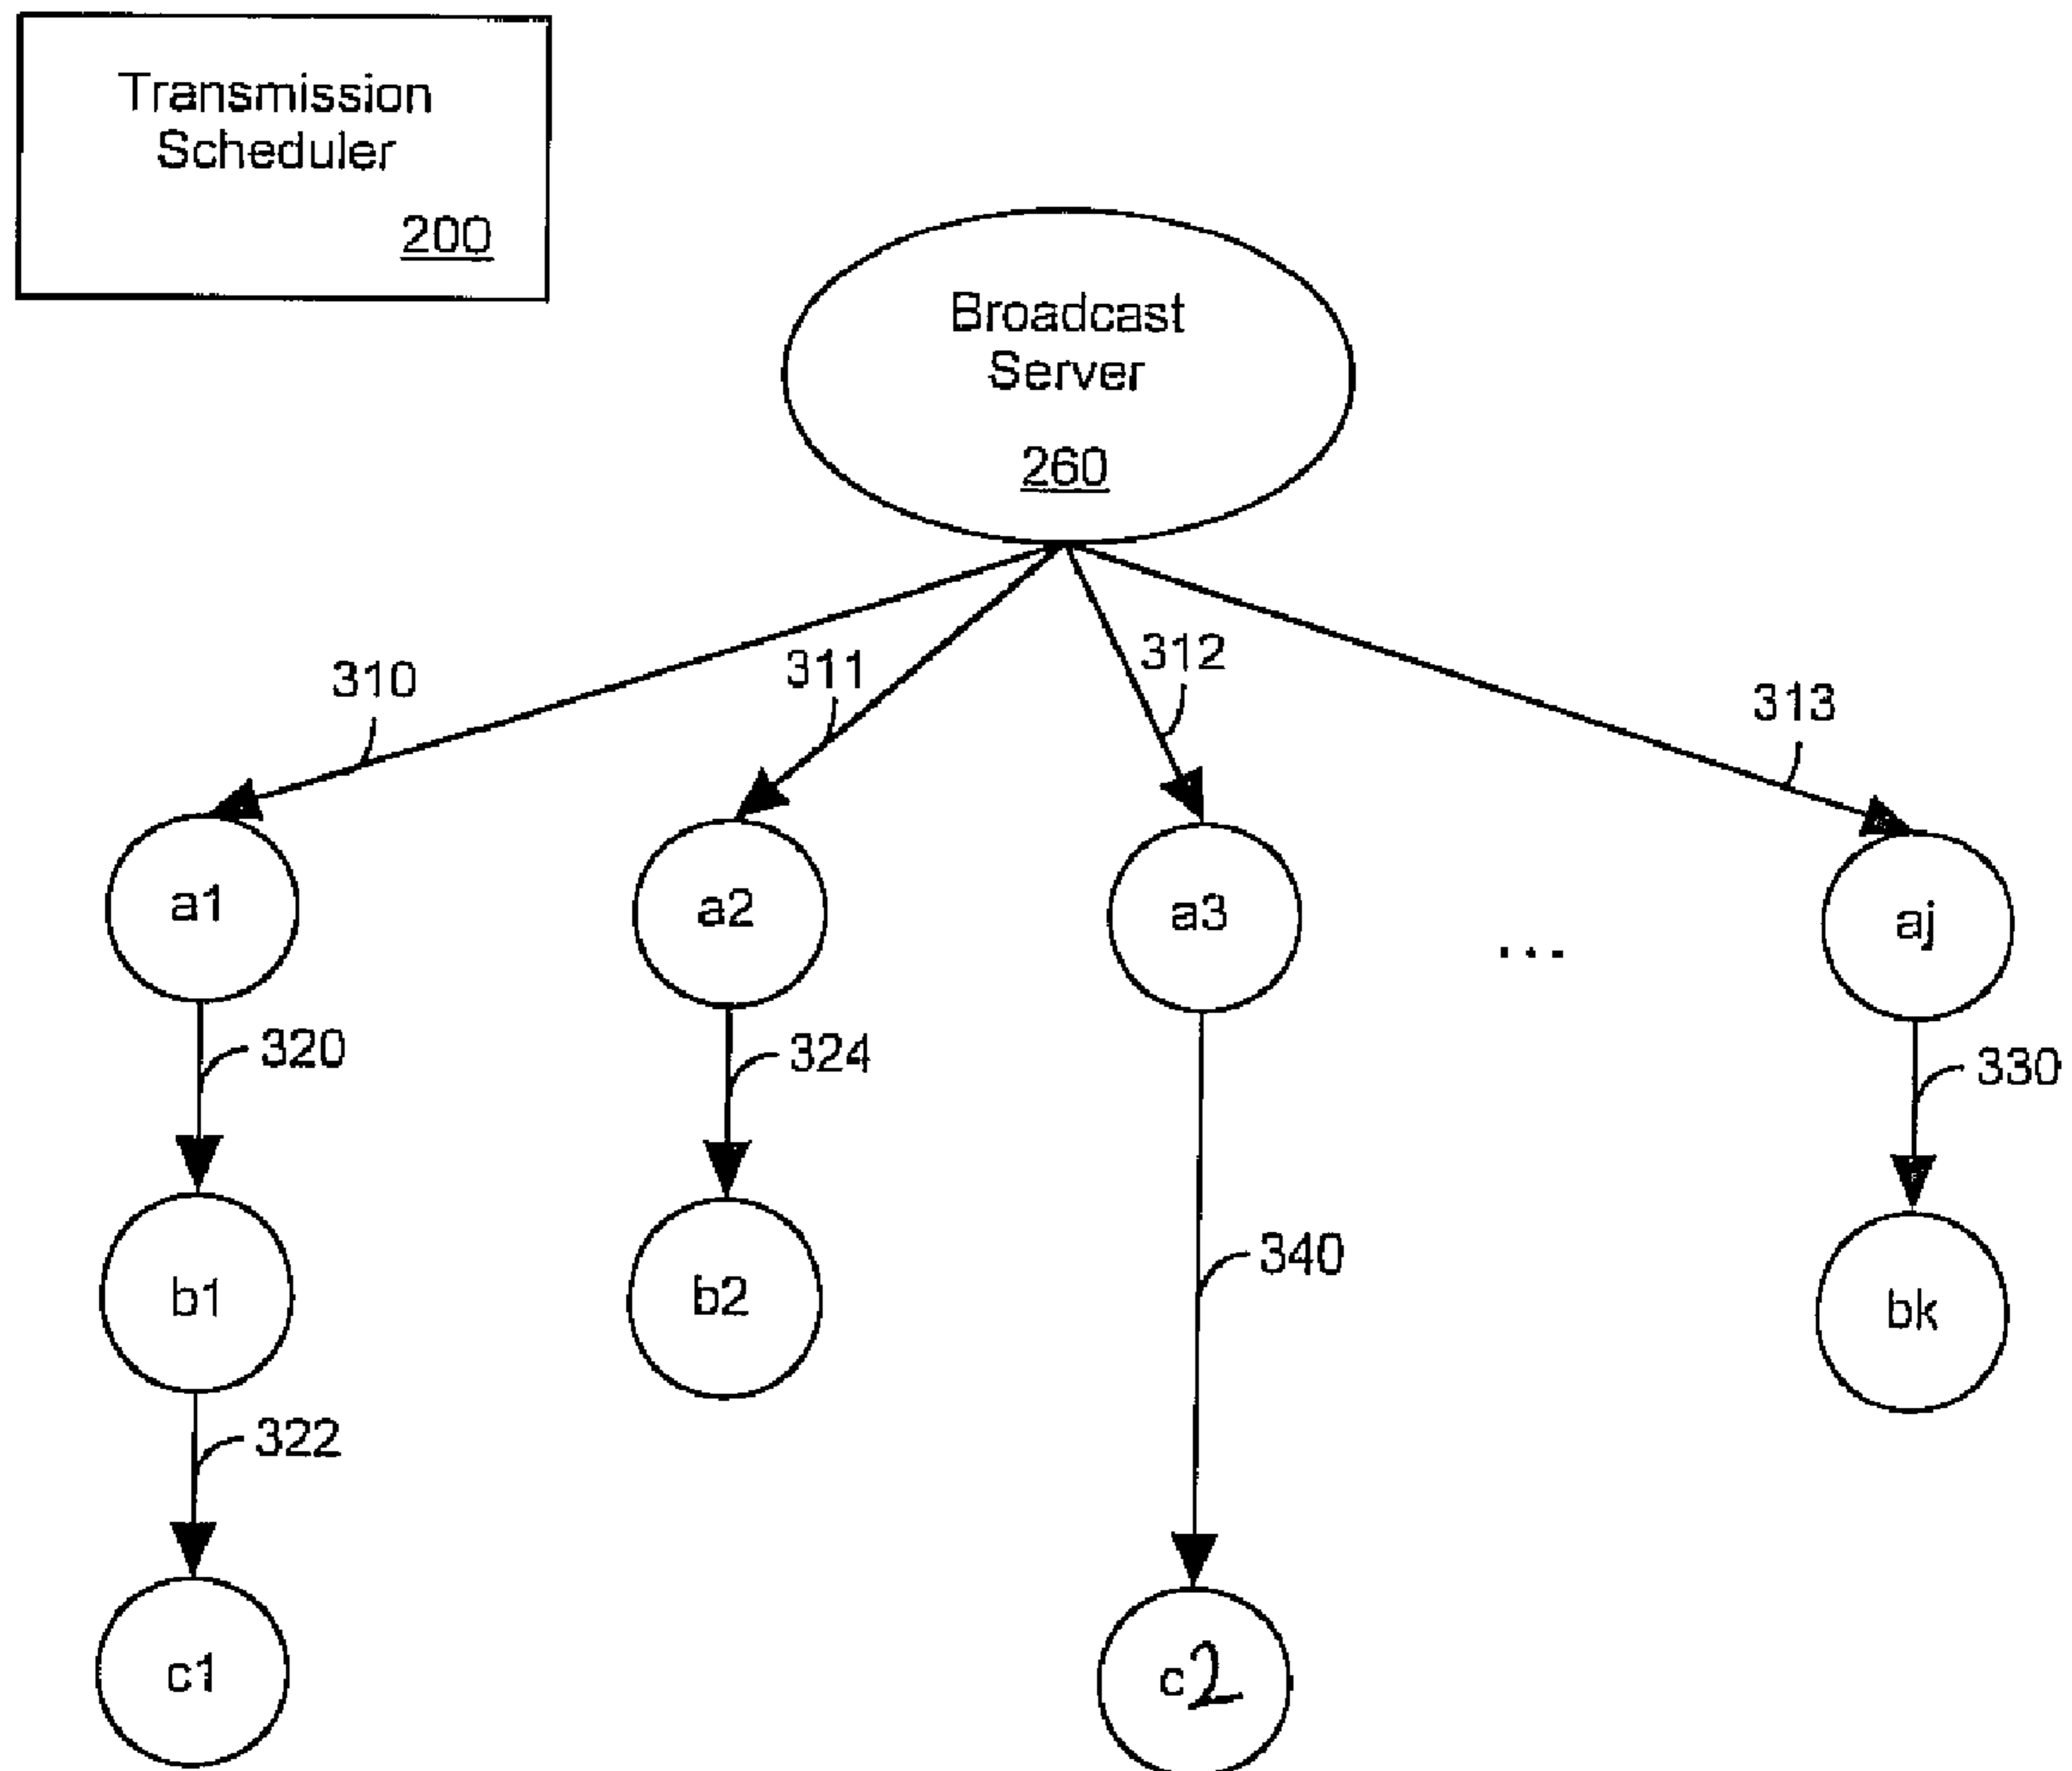 Transmission
Scheduler
200
Broadcast
Server
260
310
311
312
313
a1
a2
a3
...
aj
320
324
330
b1
b2
340
bk
322
c1
c2